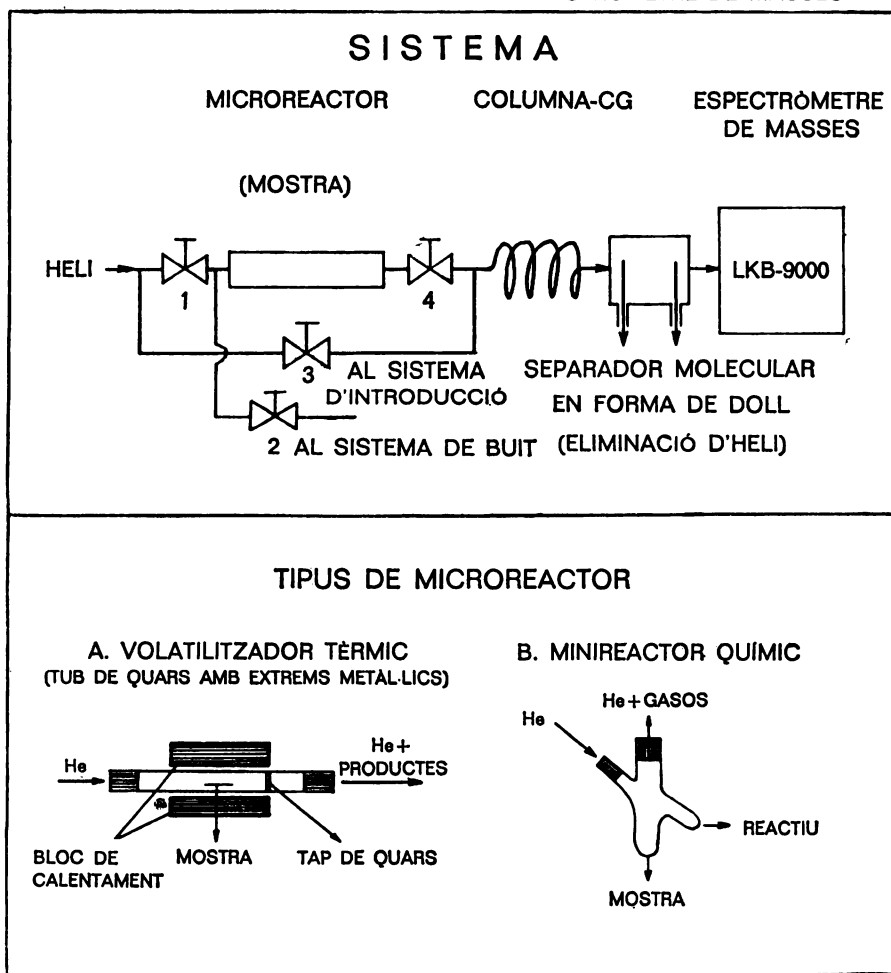 SISTEMA
MICROREACTOR
COLUMNA-CG
ESPECTRÒMETRE
DE MASSES
(MOSTRA)
HELI
LKB-9000
1
4
3
AL SISTEMA
D'INTRODUCCIÓ
SEPARADOR MOLECULAR
EN FORMA DE DOLL
(ELIMINACIÓ D'HELI)
2
AL SISTEMA DE BUIT
TIPUS DE MICROREACTOR
A. VOLATILITZADOR TÈRMIC
(TUB DE QUARS AMB EXTREMS METÀL·LICS)
He
He+
PRODUCTES
BLOC DE
CALENTAMENT
MOSTRA
TAP DE QUARS
B. MINIREACTOR QUÍMIC
He+GASOS
He
REACTIU
MOSTRA